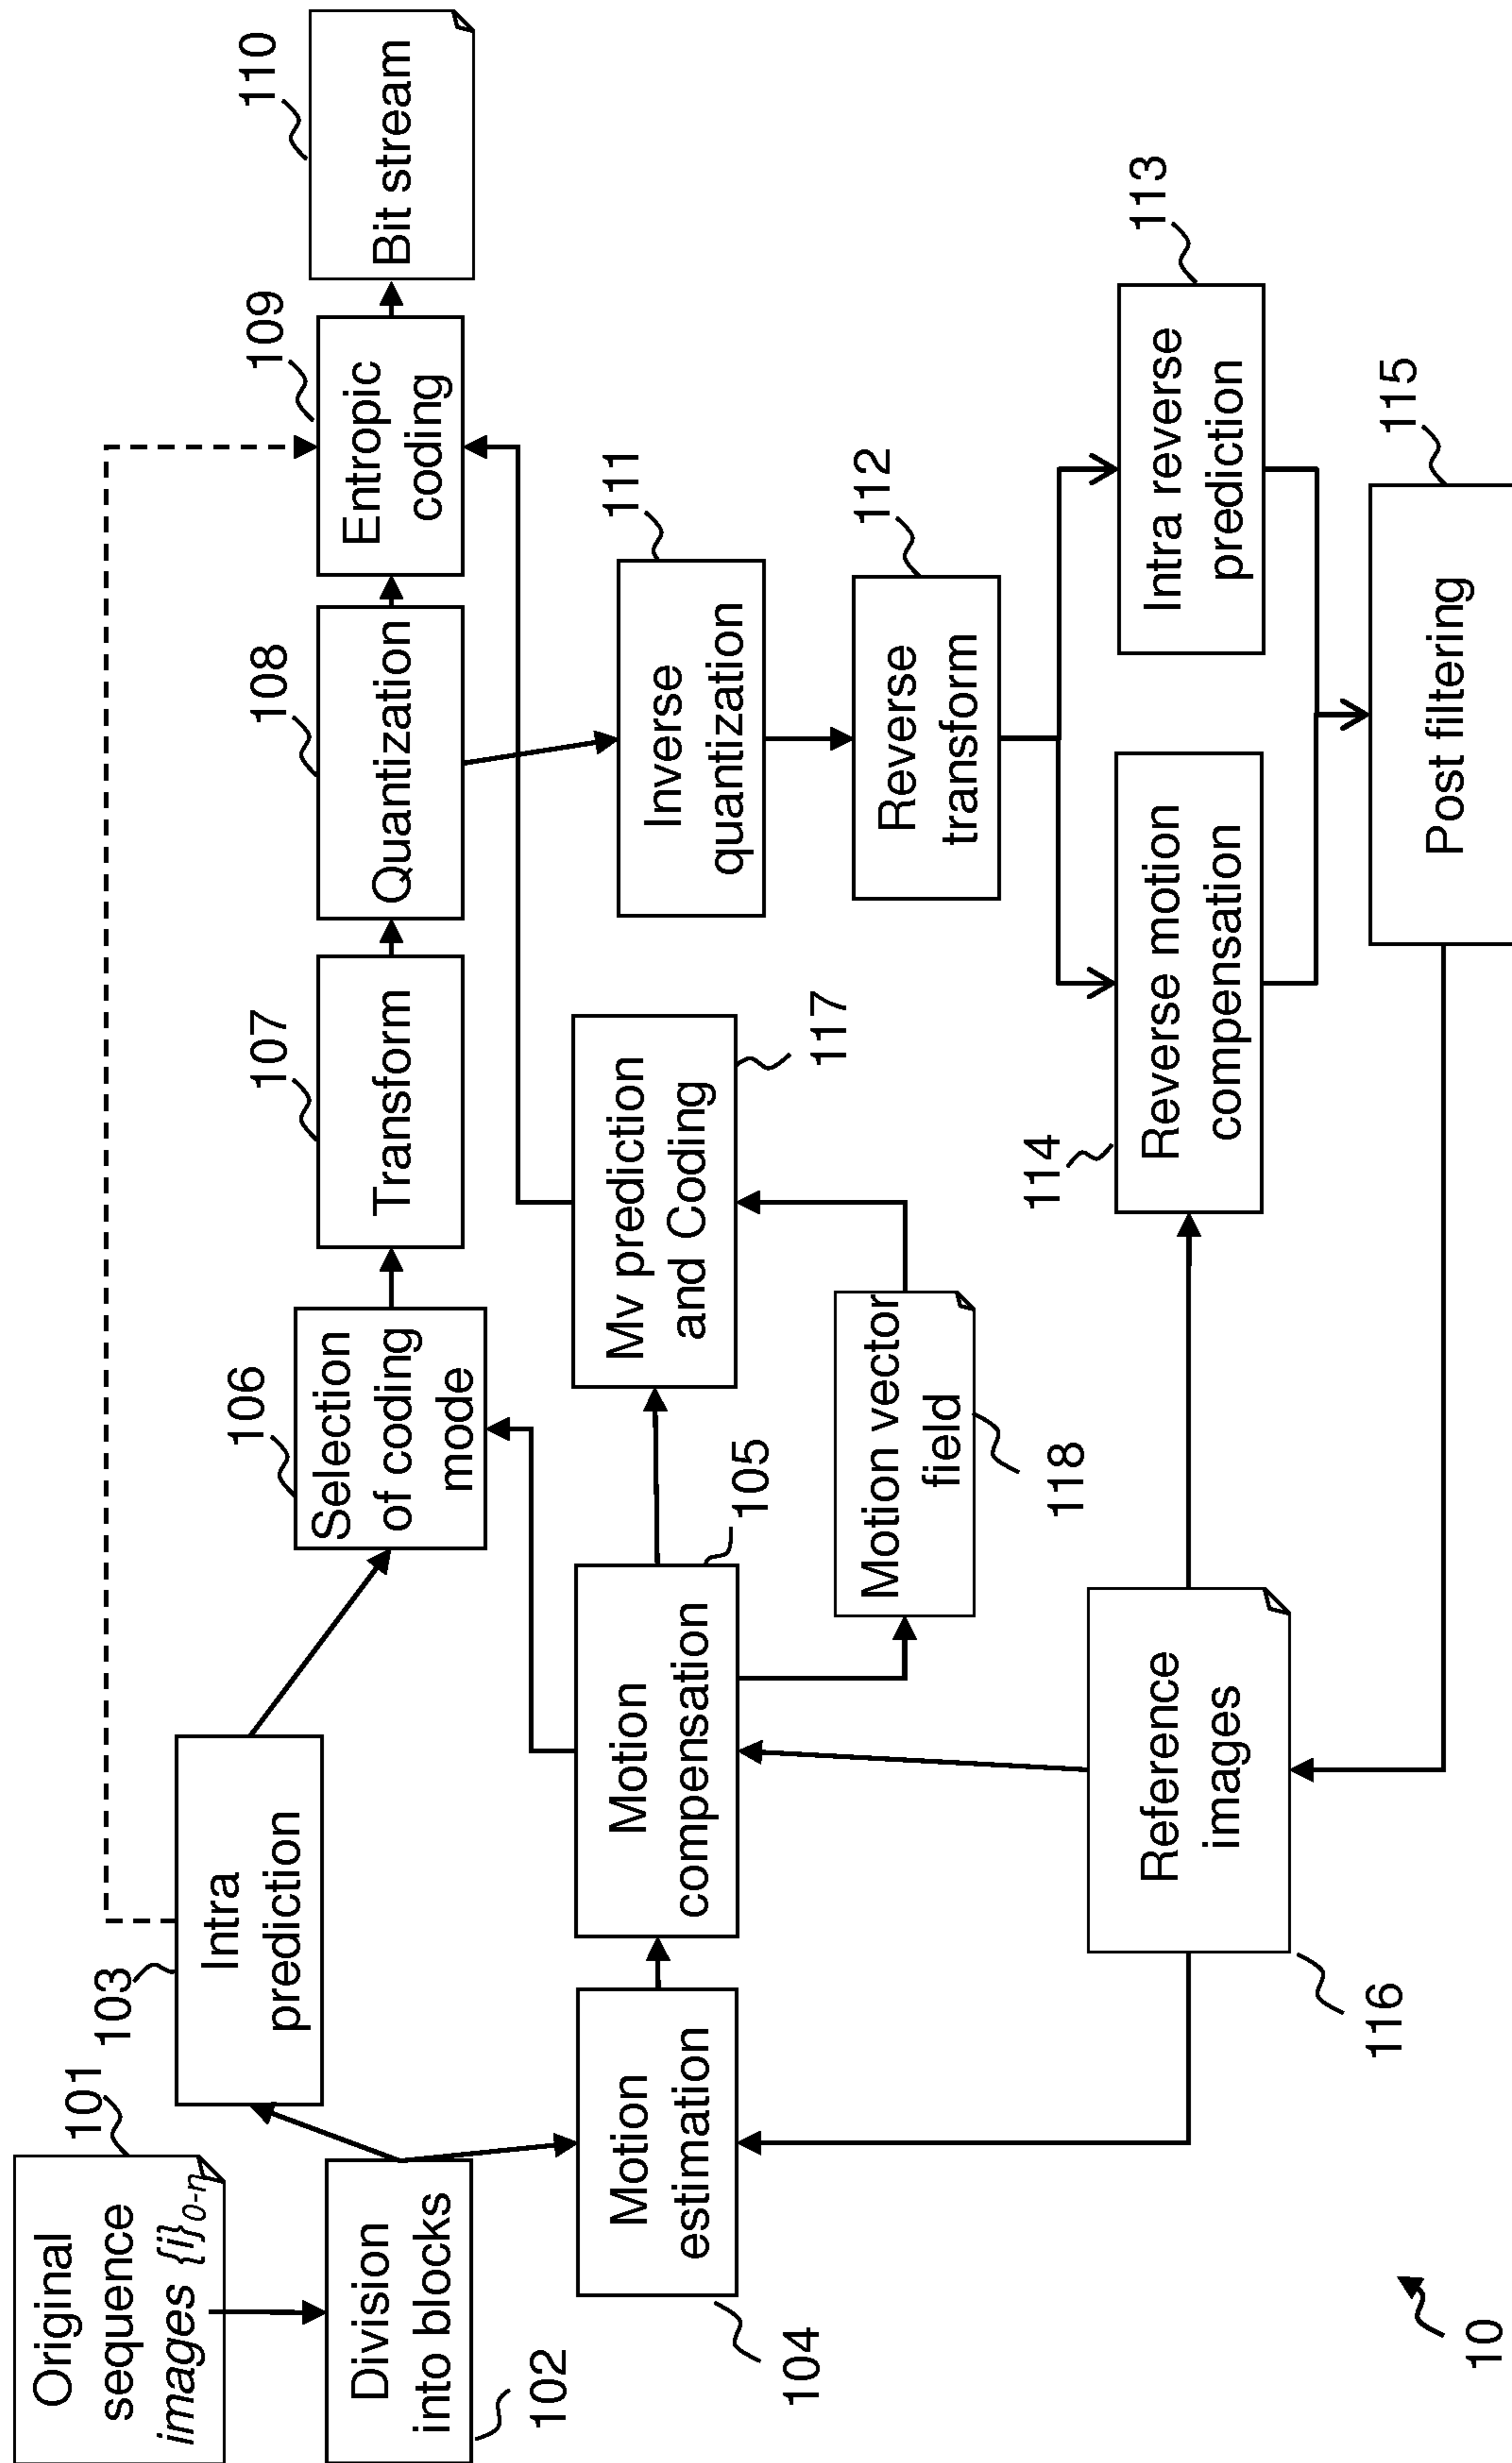 Original
sequence
images {i}0-n
101
Division
into blocks
102
Intra
prediction
103
Motion
estimation
104
Motion
compensation
105
Selection
of coding
mode
106
Transform
107
Quantization
108
Entropic
coding
109
Bit stream
110
Mv prediction
and Coding
117
Motion vector
field
118
Inverse
quantization
111
Reverse
transform
112
Intra reverse
prediction
113
Reverse motion
compensation
114
Post filtering
115
Reference
images
116
10